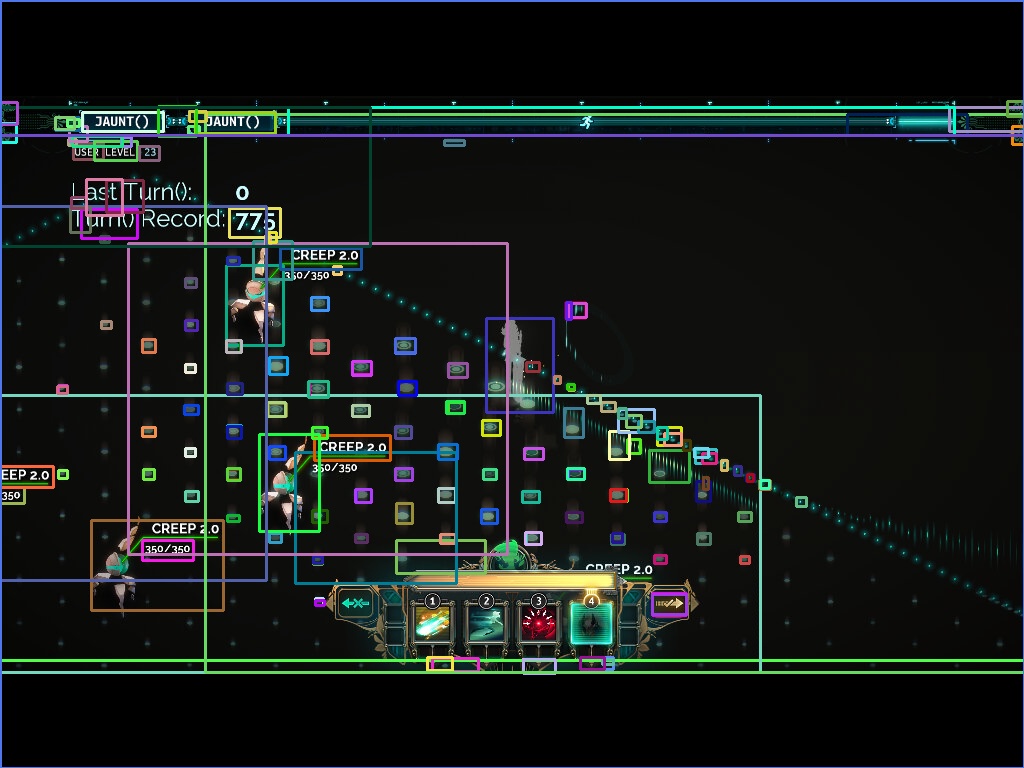 JAUNT() JAUNT()
USER LEVEL 23
Last Turn(): 0
Turn() Record: 775
CREEP 2.0
350/350
CREEP 2.0
350/350
EEP 2.0
350
CREEP 2.0
350/350
CREEP 2.0
1 2 3 4